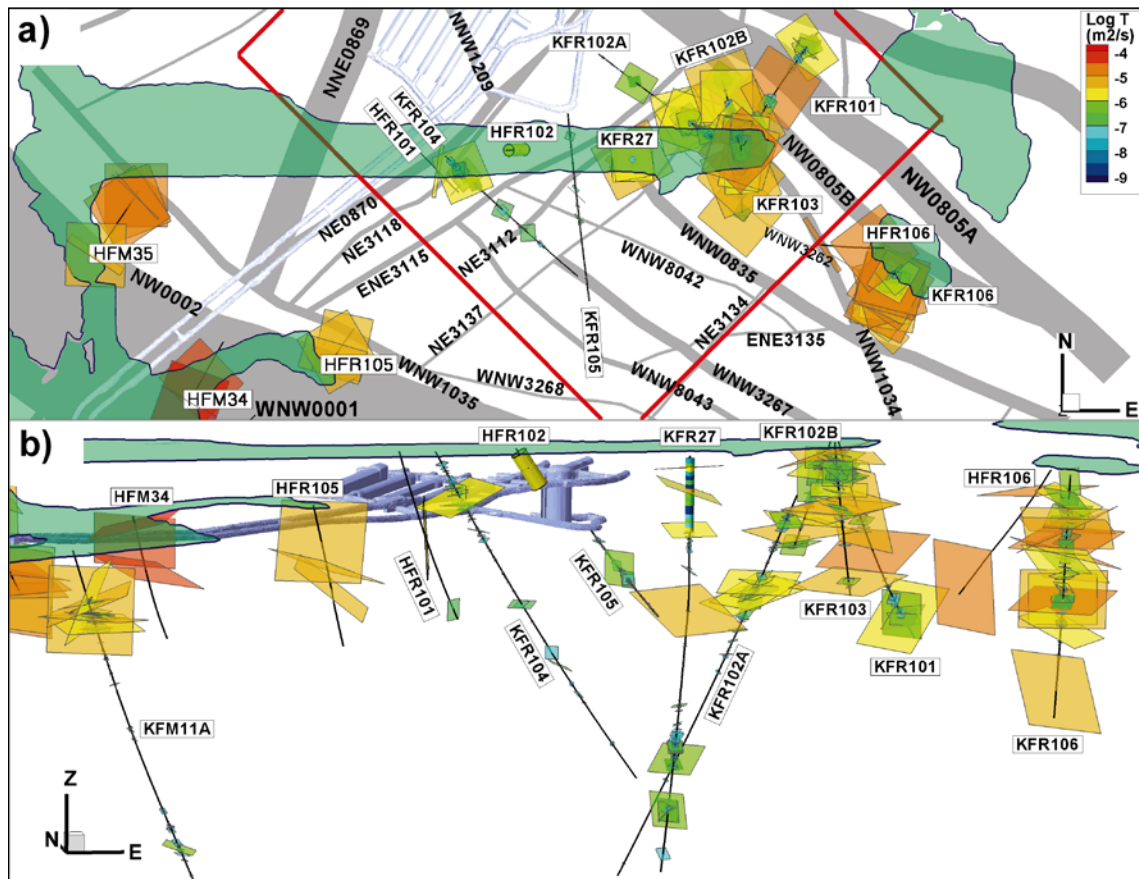 a)
NNE0869
NNW1209
KFR102A
KFR102B
Log T
(m2/s)
-4
-5
-6
-7
-8
-9
KFR101
KFR104
HFR101
HFR102
KFR27
NW0805B
NW0805A
KFR103
HFR106
WNW3262
HFM35
NE0870
NE3118
ENE3115
NE3112
WNW8042
WNW0835
KFR106
NW0002
NE3137
KFR105
NE3134
ENE3135
NNW1034
HFR105
WNW1035
WNW3268
WNW8043
WNW3267
HFM34
WNW0001
N
E
b)
HFR102
KFR27
KFR102B
HFM34
HFR105
HFR106
HFR101
KFR105
KFR103
KFR104
KFR101
KFR102A
KFM11A
KFR106
Z
N
E